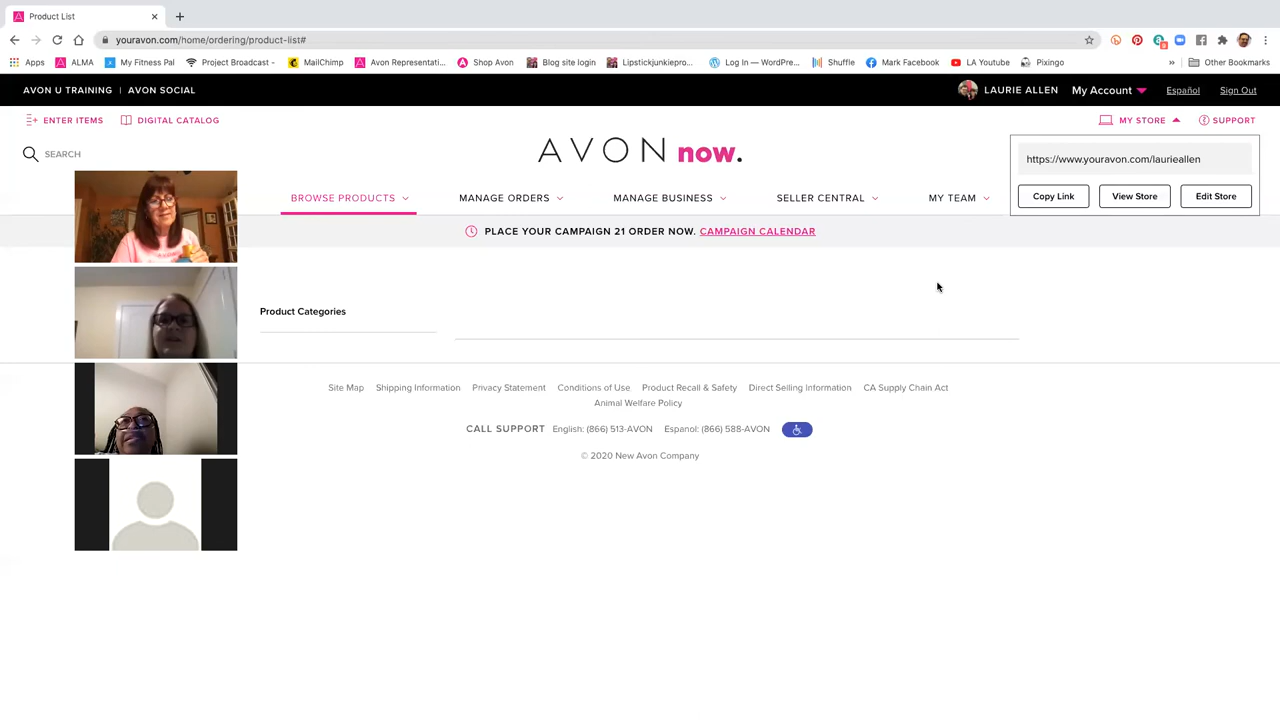 Product List
youravon.com/home/ordering/product-list#
Apps ALMA My Fitness Pal Project Broadcast - MailChimp Avon Representati... Shop Avon Blog site login Lipstickjunkiepro... Log In — WordPre... Shuffle Mark Facebook LA Youtube Pixingo » Other Bookmarks
AVON U TRAINING | AVON SOCIAL LAURIE ALLEN My Account Español Sign Out
ENTER ITEMS DIGITAL CATALOG MY STORE SUPPORT
SEARCH AVON now.
https://www.youravon.com/laurieallen
Copy Link View Store Edit Store
BROWSE PRODUCTS MANAGE ORDERS MANAGE BUSINESS SELLER CENTRAL MY TEAM
PLACE YOUR CAMPAIGN 21 ORDER NOW. CAMPAIGN CALENDAR
Product Categories
Site Map Shipping Information Privacy Statement Conditions of Use Product Recall & Safety Direct Selling Information CA Supply Chain Act
Animal Welfare Policy
CALL SUPPORT English: (866) 513-AVON Espanol: (866) 588-AVON
© 2020 New Avon Company